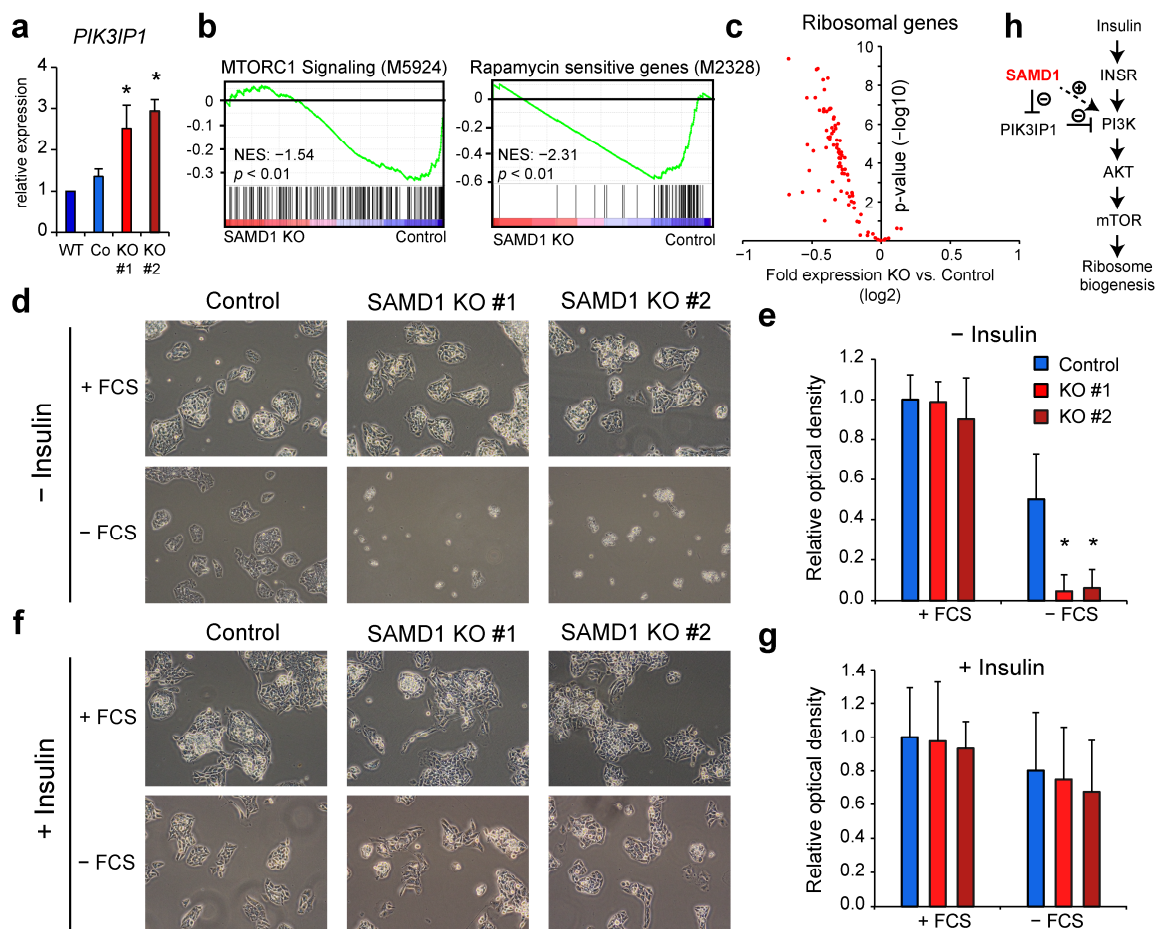 a
PIK3IP1
relative expression
4
3
2
1
0
*
*
WT
Co
KO
#1
KO
#2
b
MTORC1 Signaling (M5924)
0
-0.1
-0.2
-0.3
NES: −1.54
p < 0.01
SAMD1 KO
Control
Rapamycin sensitive genes (M2328)
0
-0.2
-0.4
-0.6
NES: −2.31
p < 0.01
SAMD1 KO
Control
c
Ribosomal genes
10
8
6
4
2
0
p-value (−log10)
−1
−0.5
0
0.5
1
Fold expression KO vs. Control
(log2)
h
Insulin
INSR
SAMD1
+
−
−
PIK3IP1
PI3K
AKT
mTOR
Ribosome
biogenesis
d
Control
SAMD1 KO #1
SAMD1 KO #2
− Insulin
+ FCS
− FCS
e
− Insulin
Control
KO #1
KO #2
Relative optical density
1.2
1.0
0.8
0.6
0.4
0.2
0.0
*
*
+ FCS
− FCS
f
Control
SAMD1 KO #1
SAMD1 KO #2
+ Insulin
+ FCS
− FCS
g
+ Insulin
Relative optical density
1.4
1.2
1.0
0.8
0.6
0.4
0.2
0.0
+ FCS
− FCS